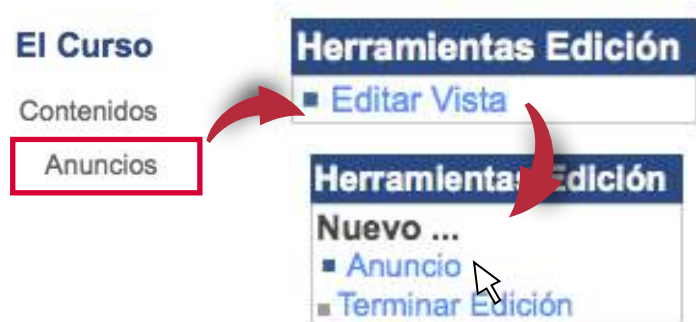 El Curso
Contenidos
Anuncios
Herramientas Edición
Editar Vista
Herramientas Edición
Nuevo ...
Anuncio
Terminar Edición